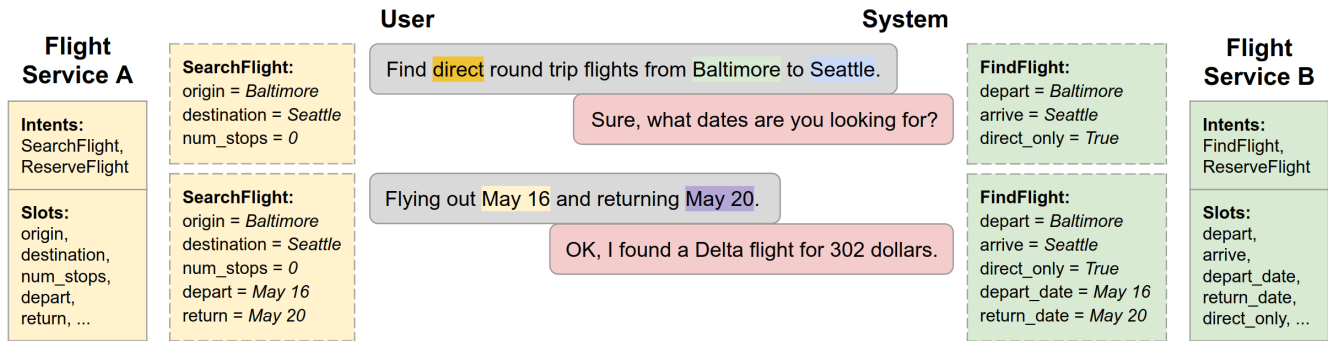 User
System
Flight
Service A
Intents:
SearchFlight,
ReserveFlight
Slots:
origin,
destination,
num_stops,
depart,
return, ...
SearchFlight:
origin = Baltimore
destination = Seattle
num_stops = 0
Find direct round trip flights from Baltimore to Seattle.
Sure, what dates are you looking for?
FindFlight:
depart = Baltimore
arrive = Seattle
direct_only = True
SearchFlight:
origin = Baltimore
destination = Seattle
num_stops = 0
depart = May 16
return = May 20
Flying out May 16 and returning May 20.
OK, I found a Delta flight for 302 dollars.
FindFlight:
depart = Baltimore
arrive = Seattle
direct_only = True
depart_date = May 16
return_date = May 20
Flight
Service B
Intents:
FindFlight,
ReserveFlight
Slots:
depart,
arrive,
depart_date,
return_date,
direct_only, ...